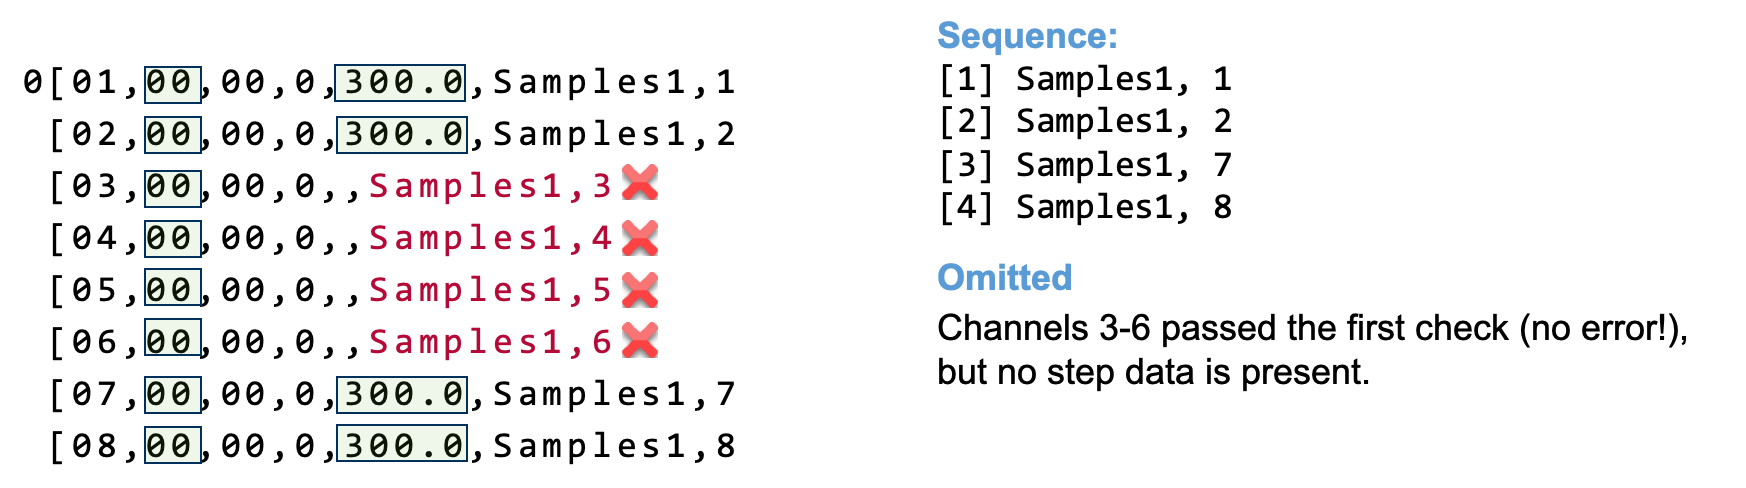 0[01,00,00,0,300.0,Samples1,1
[02,00,00,0,300.0,Samples1,2
[03,00,00,0,,Samples1,3
[04,00,00,0,,Samples1,4
[05,00,00,0,,Samples1,5
[06,00,00,0,,Samples1,6
[07,00,00,0,300.0,Samples1,7
[08,00,00,0,300.0,Samples1,8
Sequence:
[1] Samples1, 1
[2] Samples1, 2
[3] Samples1, 7
[4] Samples1, 8
Omitted
Channels 3-6 passed the first check (no error!),
but no step data is present.